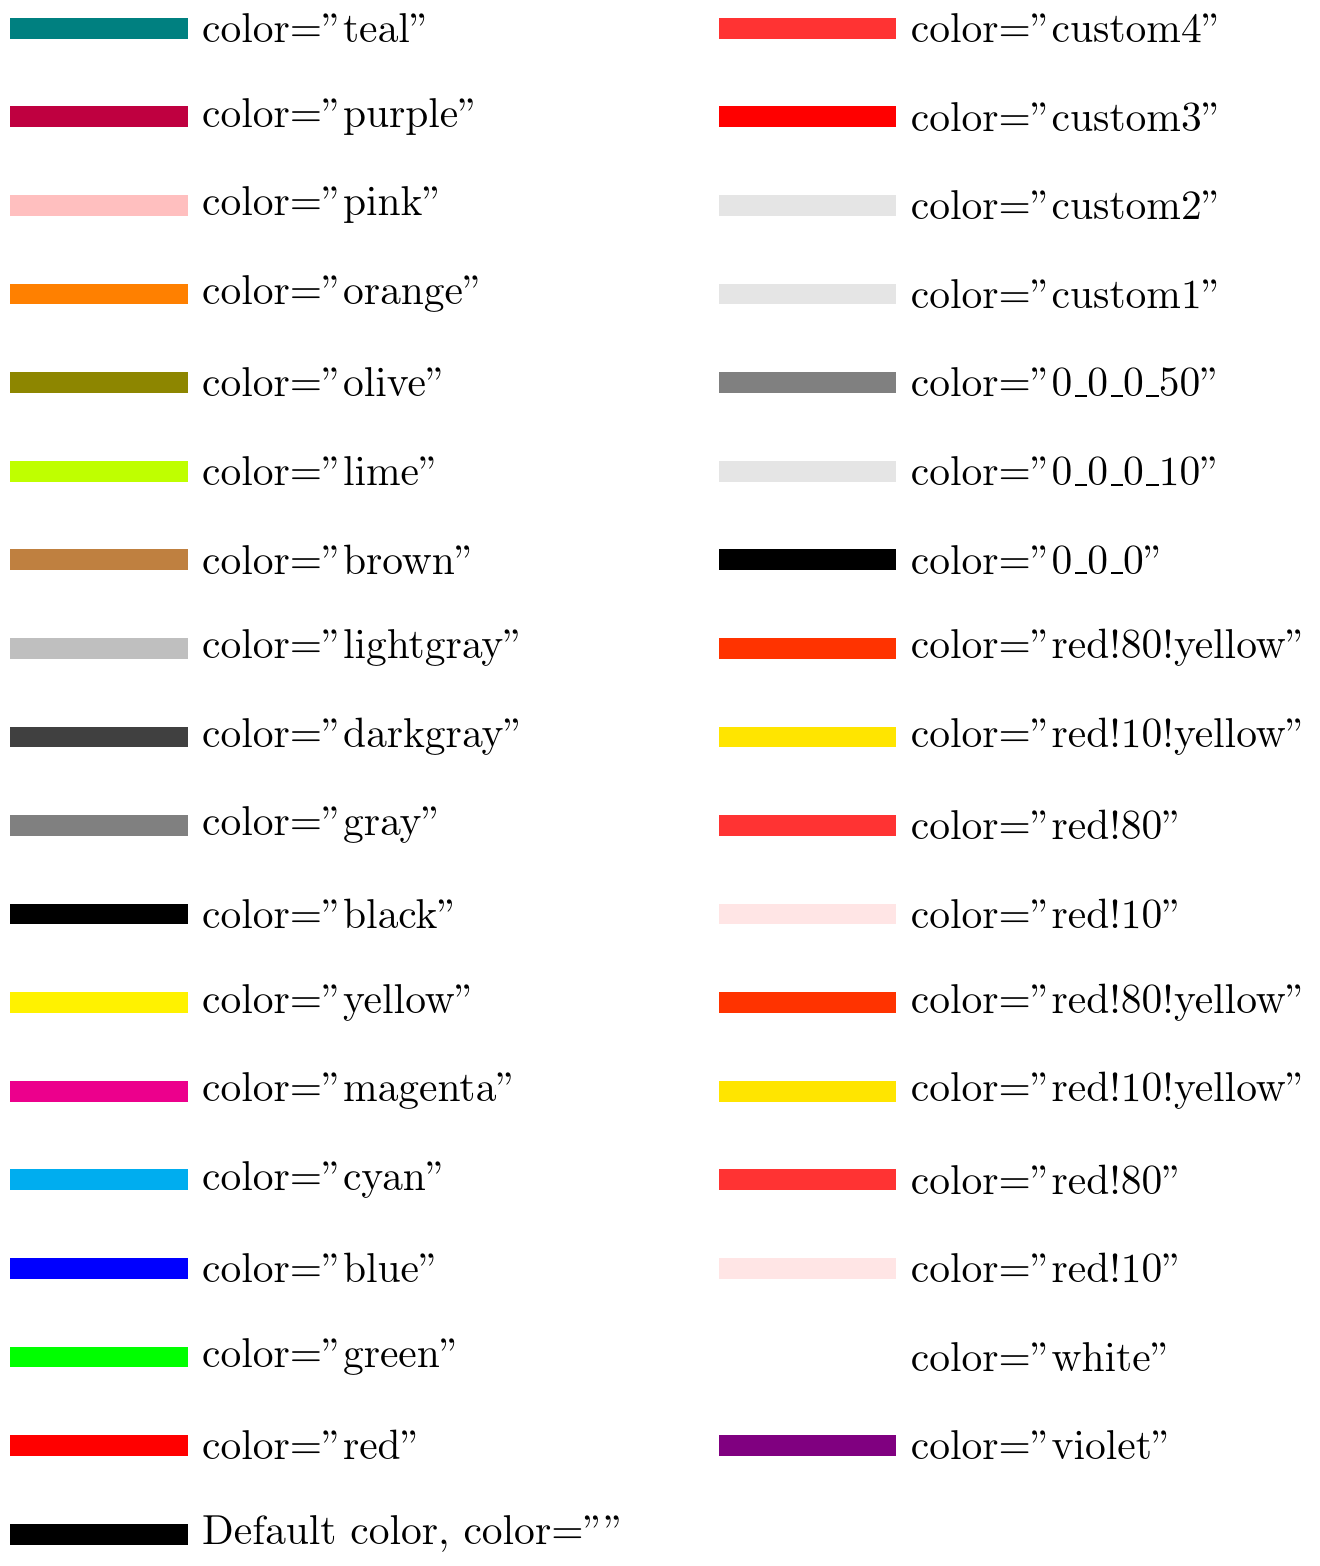 color=”teal”
color=”purple”
color=”pink”
color=”orange”
color=”olive”
color=”lime”
color=”brown”
color=”lightgray”
color=”darkgray”
color=”gray”
color=”black”
color=”yellow”
color=”magenta”
color=”cyan”
color=”blue”
color=”green”
color=”red”
Default color, color=””
color=”custom4”
color=”custom3”
color=”custom2”
color=”custom1”
color=”0_0_0_50”
color=”0_0_0_10”
color=”0_0_0”
color=”red!80!yellow”
color=”red!10!yellow”
color=”red!80”
color=”red!10”
color=”red!80!yellow”
color=”red!10!yellow”
color=”red!80”
color=”red!10”
color=”white”
color=”violet”